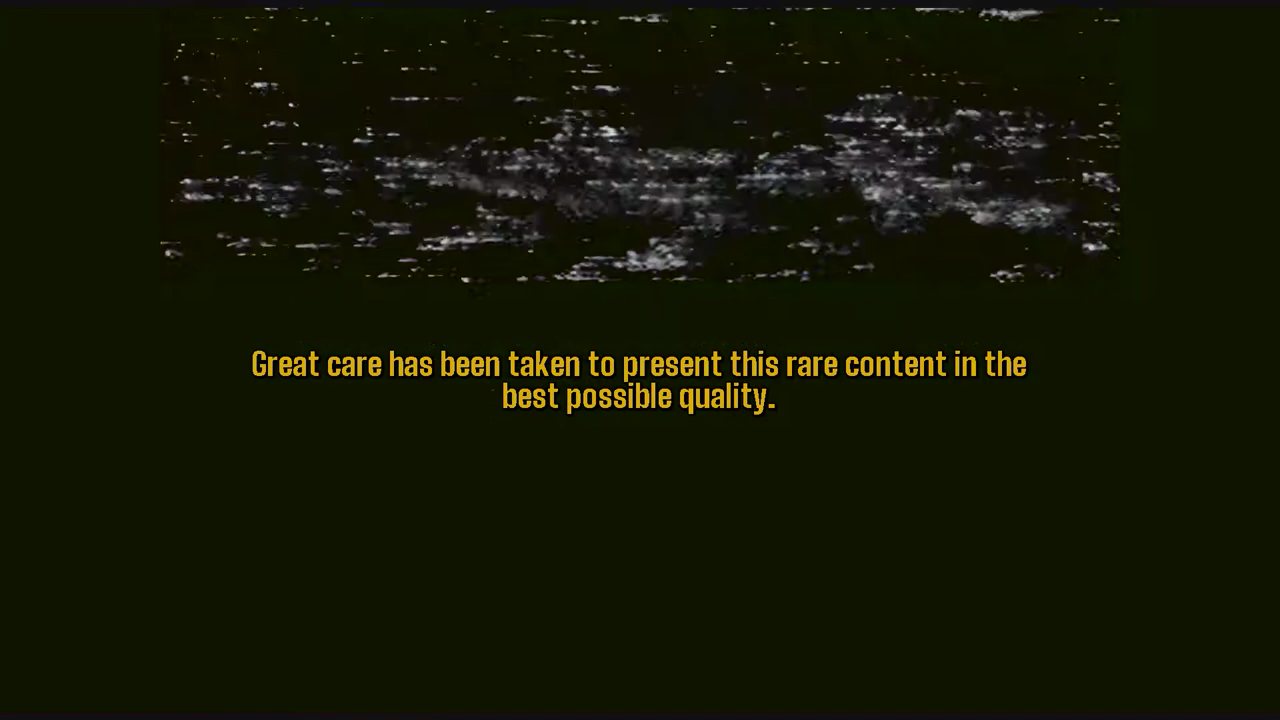 Great care has been taken to present this rare content in the
best possible quality.